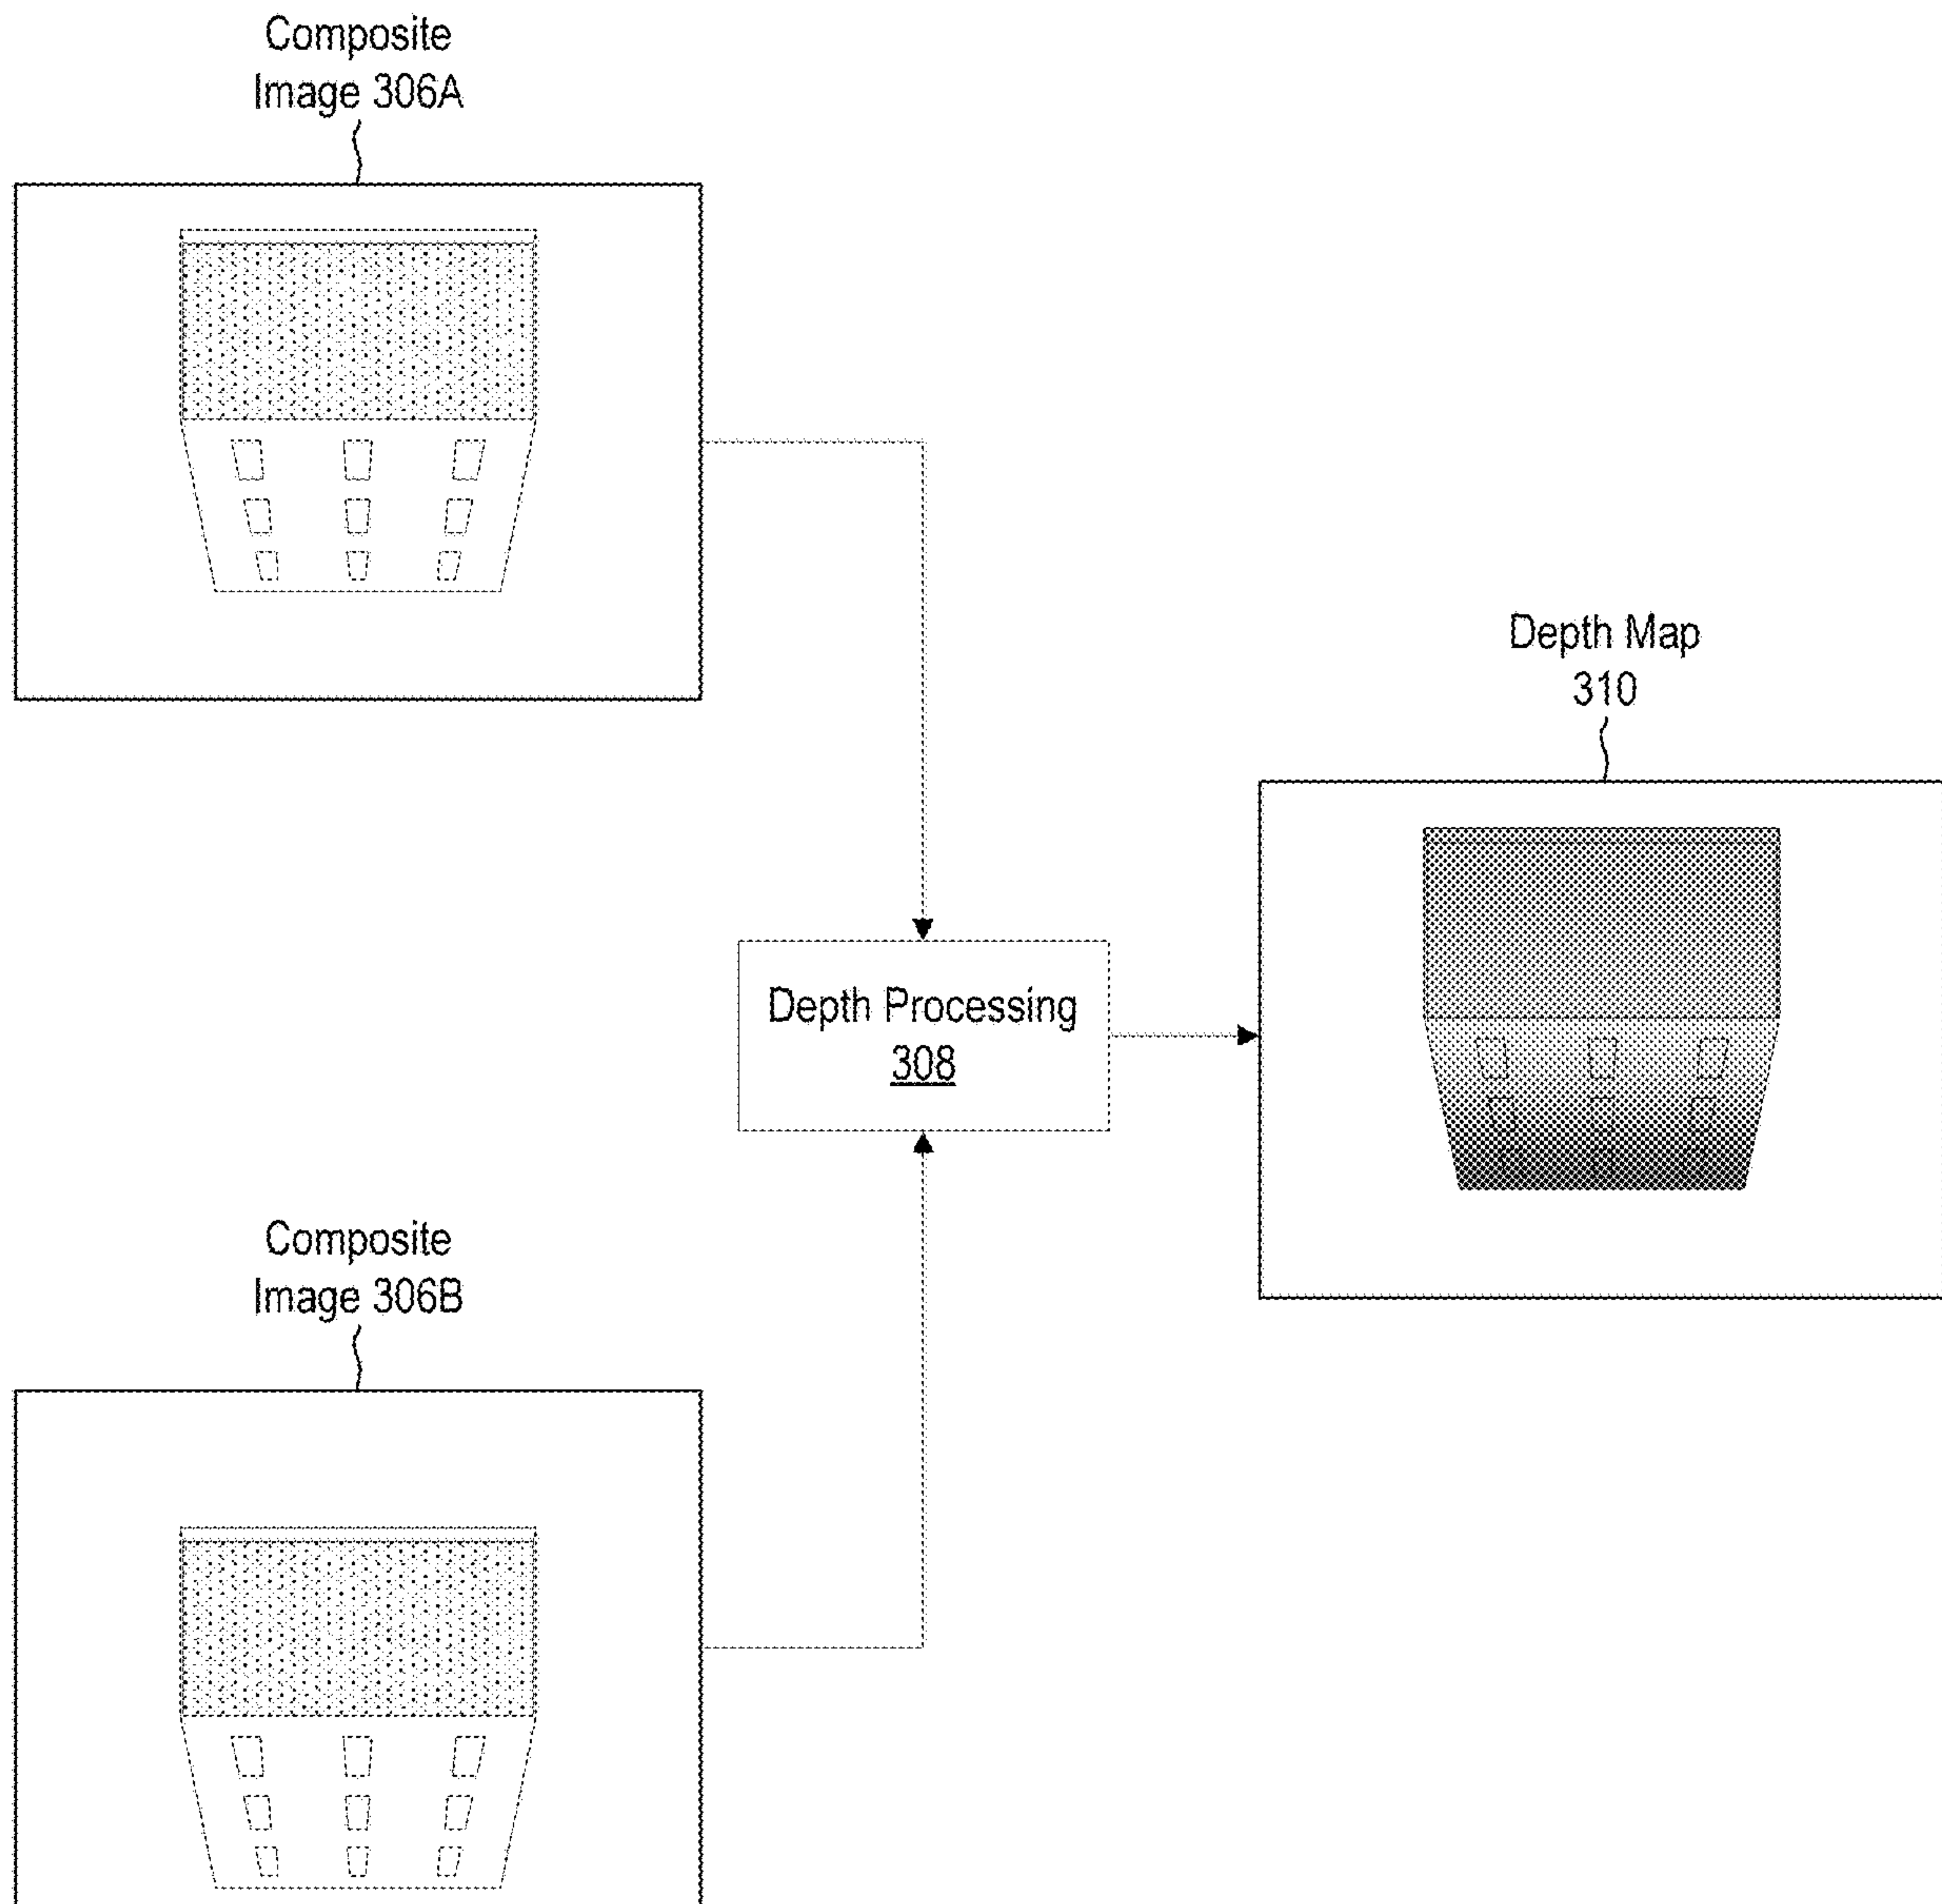 Composite
Image 306A
Depth Map
310
Depth Processing
308
Composite
Image 306B